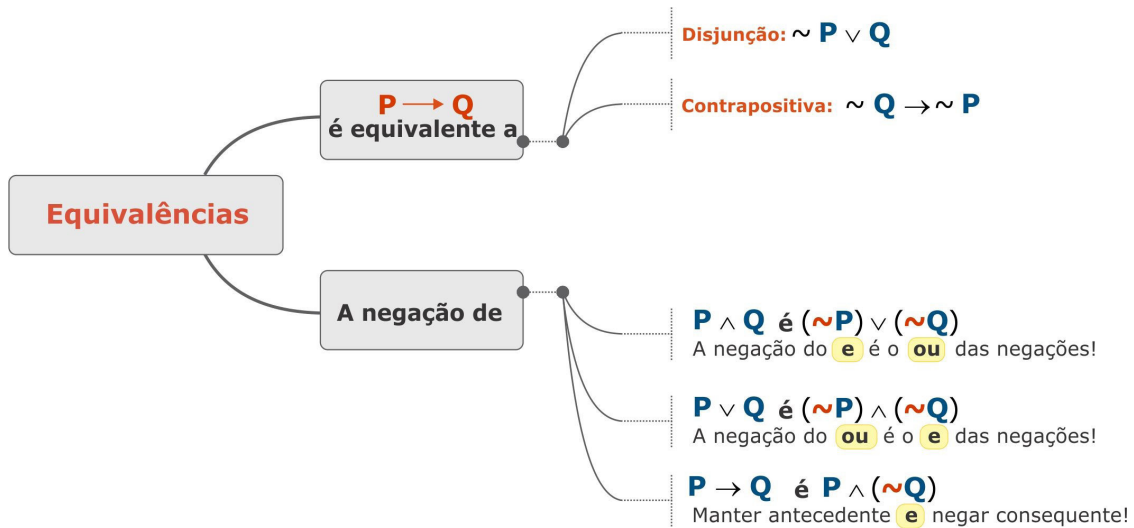 Equivalências
P → Q
é equivalente a
Disjunção: ~ P ∨ Q
Contrapositiva: ~ Q → ~ P
A negação de
P ∧ Q é (~P) ∨ (~Q)
A negação do e é o ou das negações!
P ∨ Q é (~P) ∧ (~Q)
A negação do ou é o e das negações!
P → Q é P ∧ (~Q)
Manter antecedente e negar consequente!